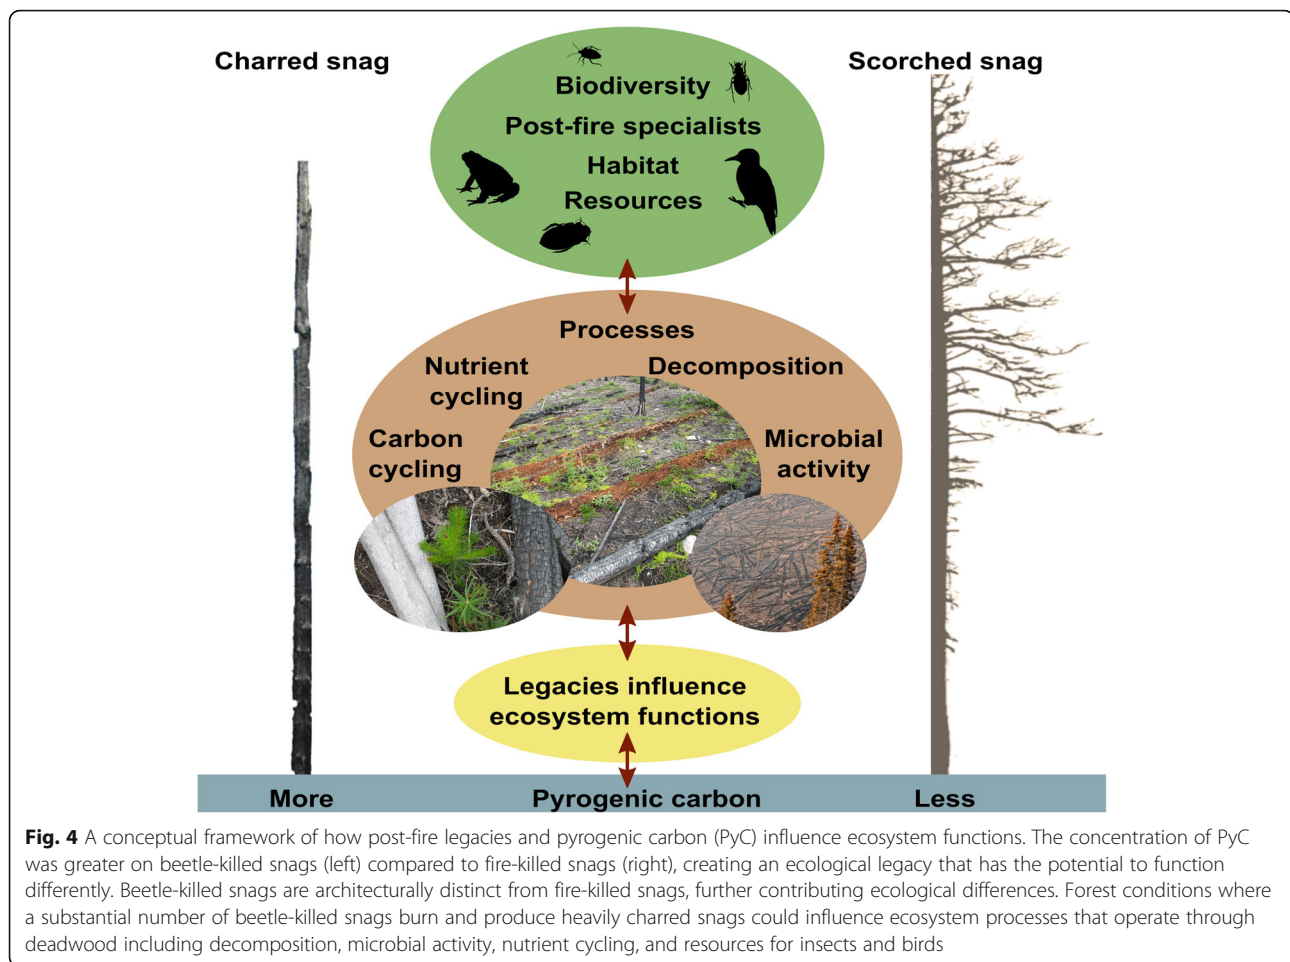 Charred snag
Scorched snag
Biodiversity
Post-fire specialists
Habitat
Resources
Processes
Nutrient
cycling
Decomposition
Carbon
cycling
Microbial
activity
Legacies influence
ecosystem functions
More
Pyrogenic carbon
Less
Fig. 4 A conceptual framework of how post-fire legacies and pyrogenic carbon (PyC) influence ecosystem functions. The concentration of PyC
was greater on beetle-killed snags (left) compared to fire-killed snags (right), creating an ecological legacy that has the potential to function
differently. Beetle-killed snags are architecturally distinct from fire-killed snags, further contributing ecological differences. Forest conditions where
a substantial number of beetle-killed snags burn and produce heavily charred snags could influence ecosystem processes that operate through
deadwood including decomposition, microbial activity, nutrient cycling, and resources for insects and birds